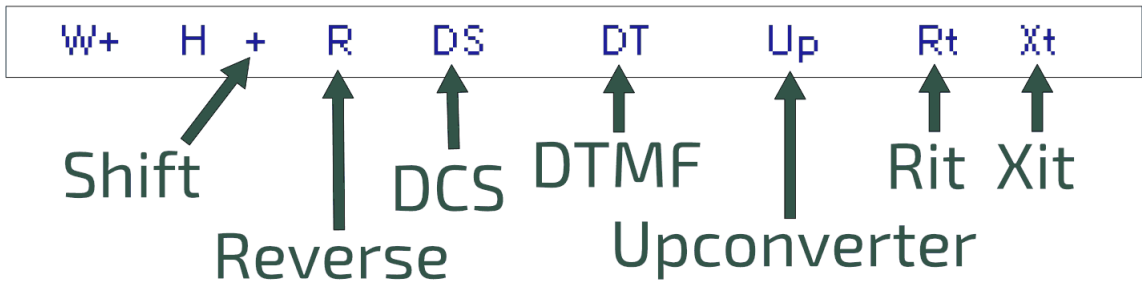 W+ H + R DS DT Up Rt Xt
Shift DCS DTMF Rit Xit
Reverse Upconverter